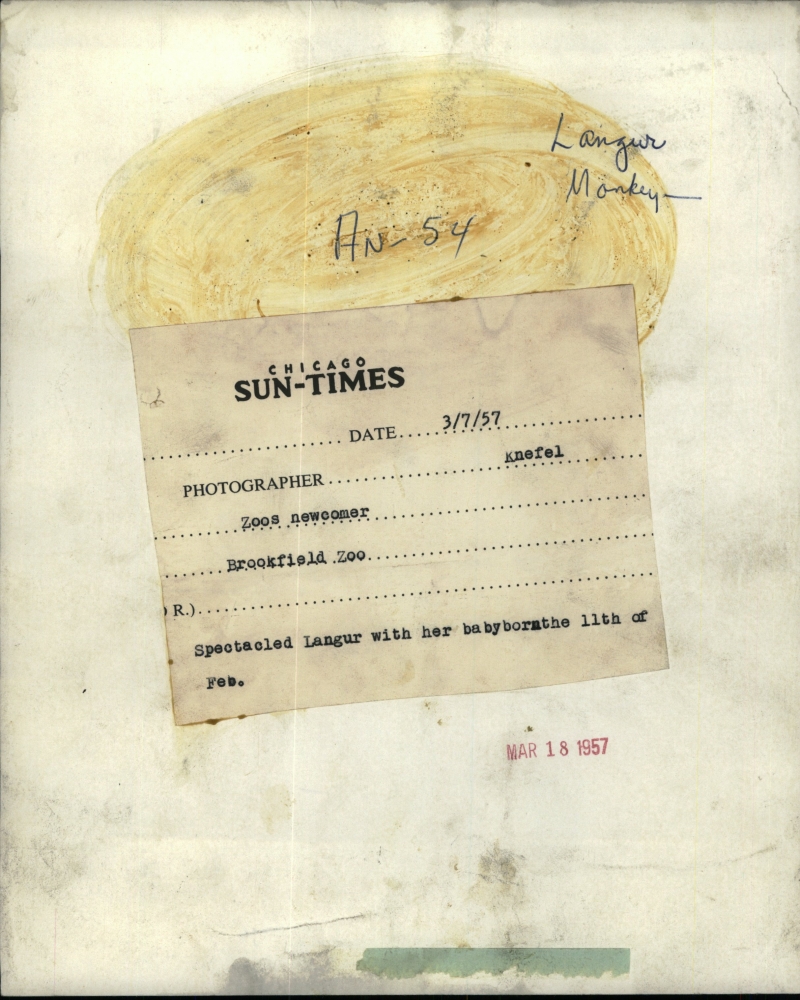 Langur
Monkey
AN-54
CHICAGO
SUN-TIMES
DATE 3/7/57
PHOTOGRAPHER Knefel
Zoos newcomer
Brookfield Zoo
R.)
Spectacled Langur with her babybornthe 11th of
Feb.
MAR 18 1957